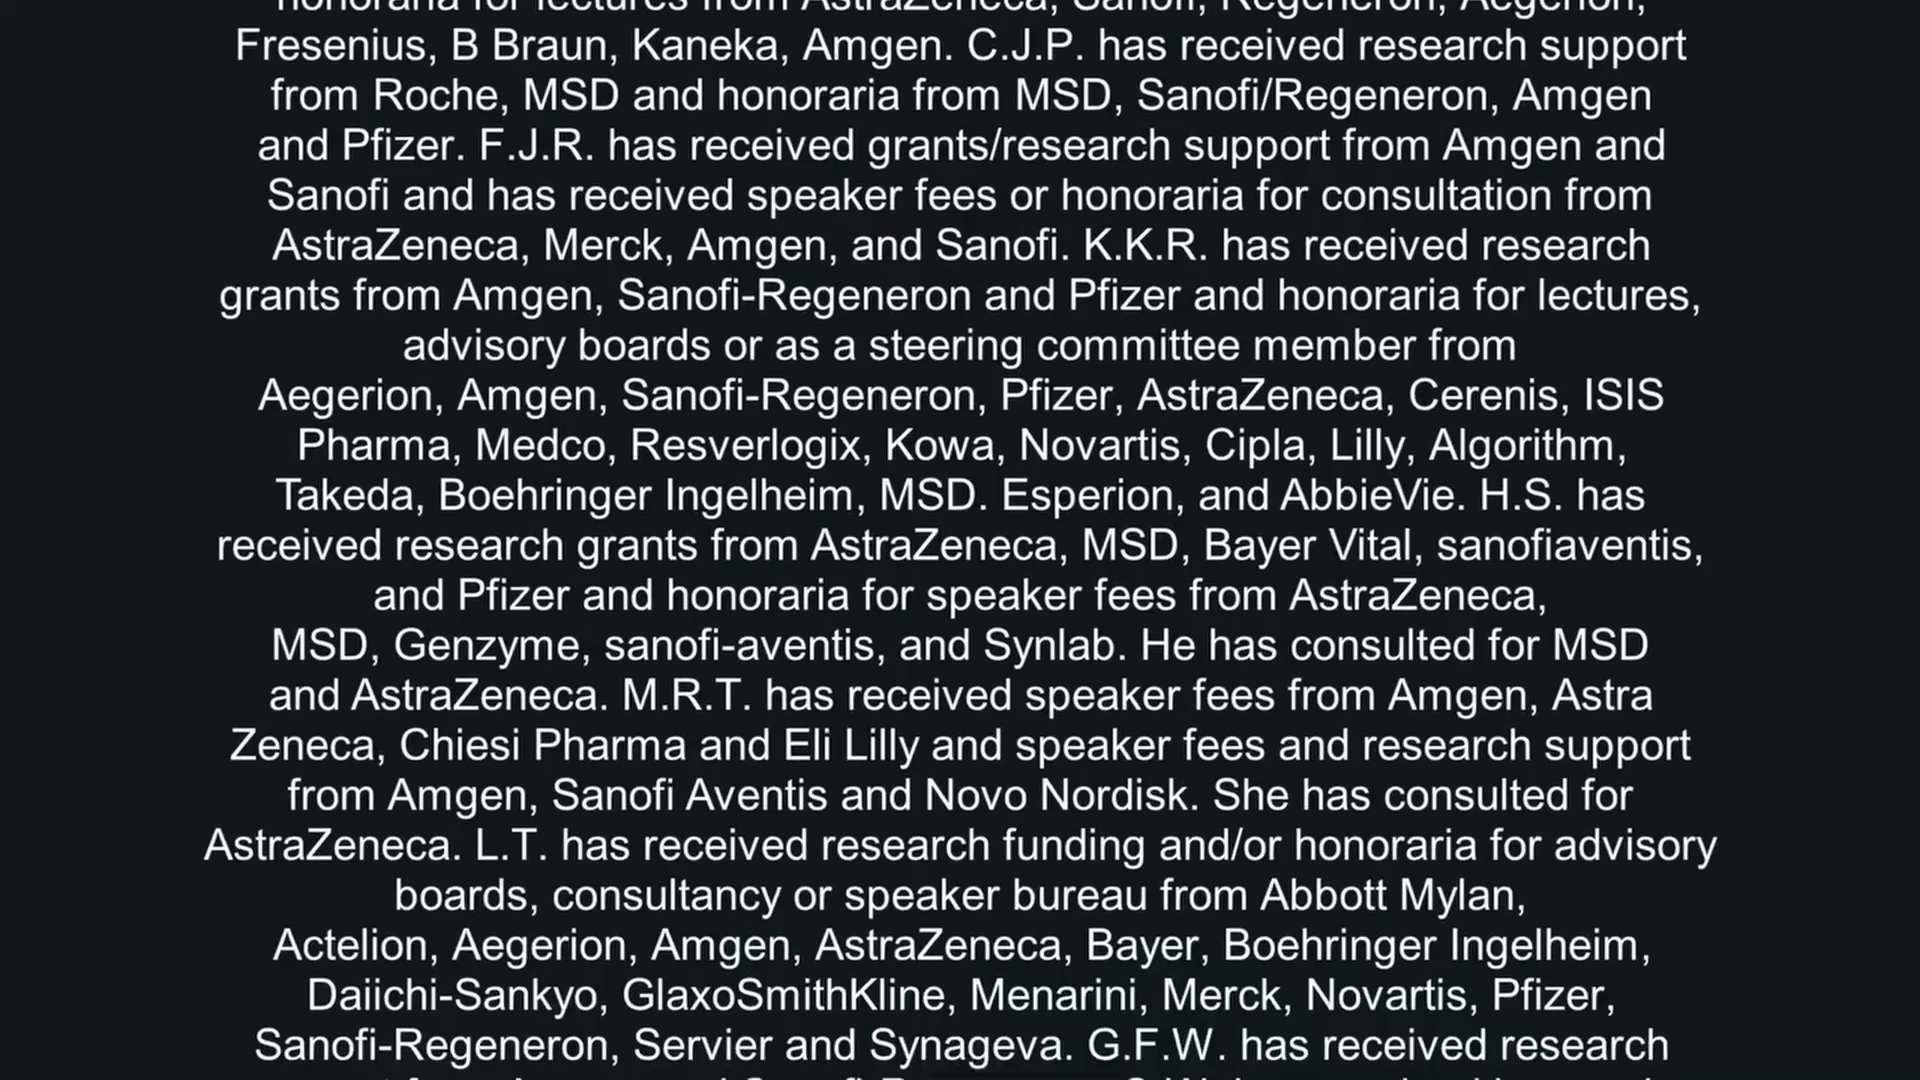 honoraria for lectures from AstraZeneca, Sanofi, Regeneron, Aegerion,
Fresenius, B Braun, Kaneka, Amgen. C.J.P. has received research support
from Roche, MSD and honoraria from MSD, Sanofi/Regeneron, Amgen
and Pfizer. F.J.R. has received grants/research support from Amgen and
Sanofi and has received speaker fees or honoraria for consultation from
AstraZeneca, Merck, Amgen, and Sanofi. K.K.R. has received research
grants from Amgen, Sanofi-Regeneron and Pfizer and honoraria for lectures,
advisory boards or as a steering committee member from
Aegerion, Amgen, Sanofi-Regeneron, Pfizer, AstraZeneca, Cerenis, ISIS
Pharma, Medco, Resverlogix, Kowa, Novartis, Cipla, Lilly, Algorithm,
Takeda, Boehringer Ingelheim, MSD. Esperion, and AbbieVie. H.S. has
received research grants from AstraZeneca, MSD, Bayer Vital, sanofiaventis,
and Pfizer and honoraria for speaker fees from AstraZeneca,
MSD, Genzyme, sanofi-aventis, and Synlab. He has consulted for MSD
and AstraZeneca. M.R.T. has received speaker fees from Amgen, Astra
Zeneca, Chiesi Pharma and Eli Lilly and speaker fees and research support
from Amgen, Sanofi Aventis and Novo Nordisk. She has consulted for
AstraZeneca. L.T. has received research funding and/or honoraria for advisory
boards, consultancy or speaker bureau from Abbott Mylan,
Actelion, Aegerion, Amgen, AstraZeneca, Bayer, Boehringer Ingelheim,
Daiichi-Sankyo, GlaxoSmithKline, Menarini, Merck, Novartis, Pfizer,
Sanofi-Regeneron, Servier and Synageva. G.F.W. has received research